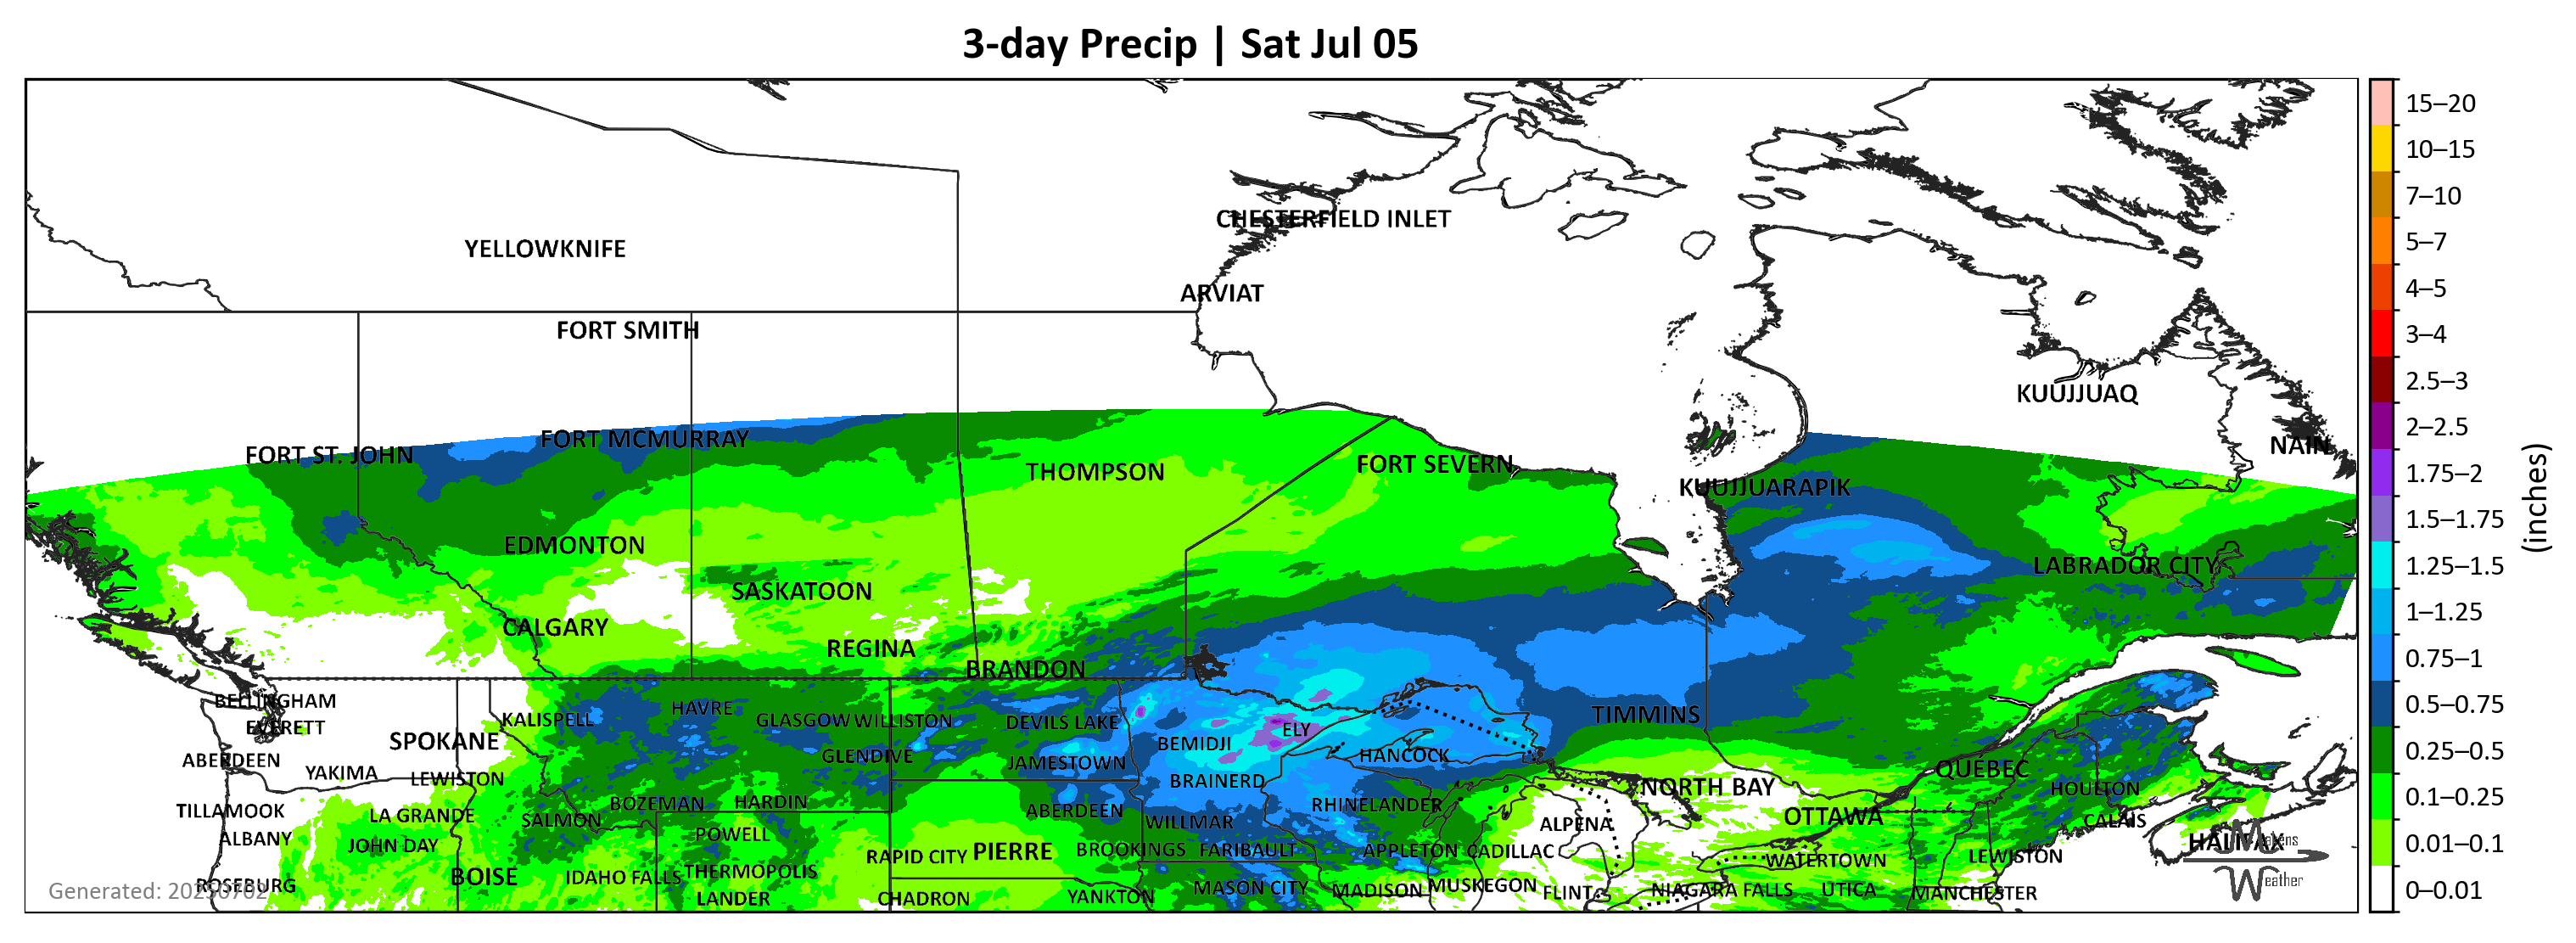 3-day Precip | Sat Jul 05
CHESTERFIELD INLET
YELLOWKNIFE
ARVIAT
FORT SMITH
KUUJJUAQ
FORT MCMURRAY
NAIN
FORT ST. JOHN
THOMPSON
FORT SEVERN
KUUJJUARAPIK
EDMONTON
LABRADOR CITY
SASKATOON
CALGARY
REGINA
BRANDON
BELLINGHAM
HAVRE
KALISPELL
GLASGOW
WILLISTON
DEVILS LAKE
TIMMINS
EVERETT
ELY
SPOKANE
BEMIDJI
ABERDEEN
GLENDIVE
JAMESTOWN
HANCOCK
QUÉBEC
YAKIMA
LEWISTON
BRAINERD
NORTH BAY
HOULTON
TILLAMOOK
LA GRANDE
BOZEMAN
HARDIN
ABERDEEN
RHINELANDER
OTTAWA
SALMON
WILLMAR
ALPENA
CALAIS
ALBANY
JOHN DAY
POWELL
HALIFAX
Makens
Weather
RAPID CITY
PIERRE
BROOKINGS
FARIBAULT
APPLETON
CADILLAC
WATERTOWN
LEWISTON
BOISE
IDAHO FALLS
THERMOPOLIS
ROSEBURG
Generated: 20250702
LANDER
CHADRON
YANKTON
MASON CITY
MADISON
MUSKEGON
FLINT
NIAGARA FALLS
UTICA
MANCHESTER
15–20
10–15
7–10
5–7
4–5
3–4
2.5–3
2–2.5
1.75–2
1.5–1.75
1.25–1.5
1–1.25
0.75–1
0.5–0.75
0.25–0.5
0.1–0.25
0.01–0.1
0–0.01
(inches)